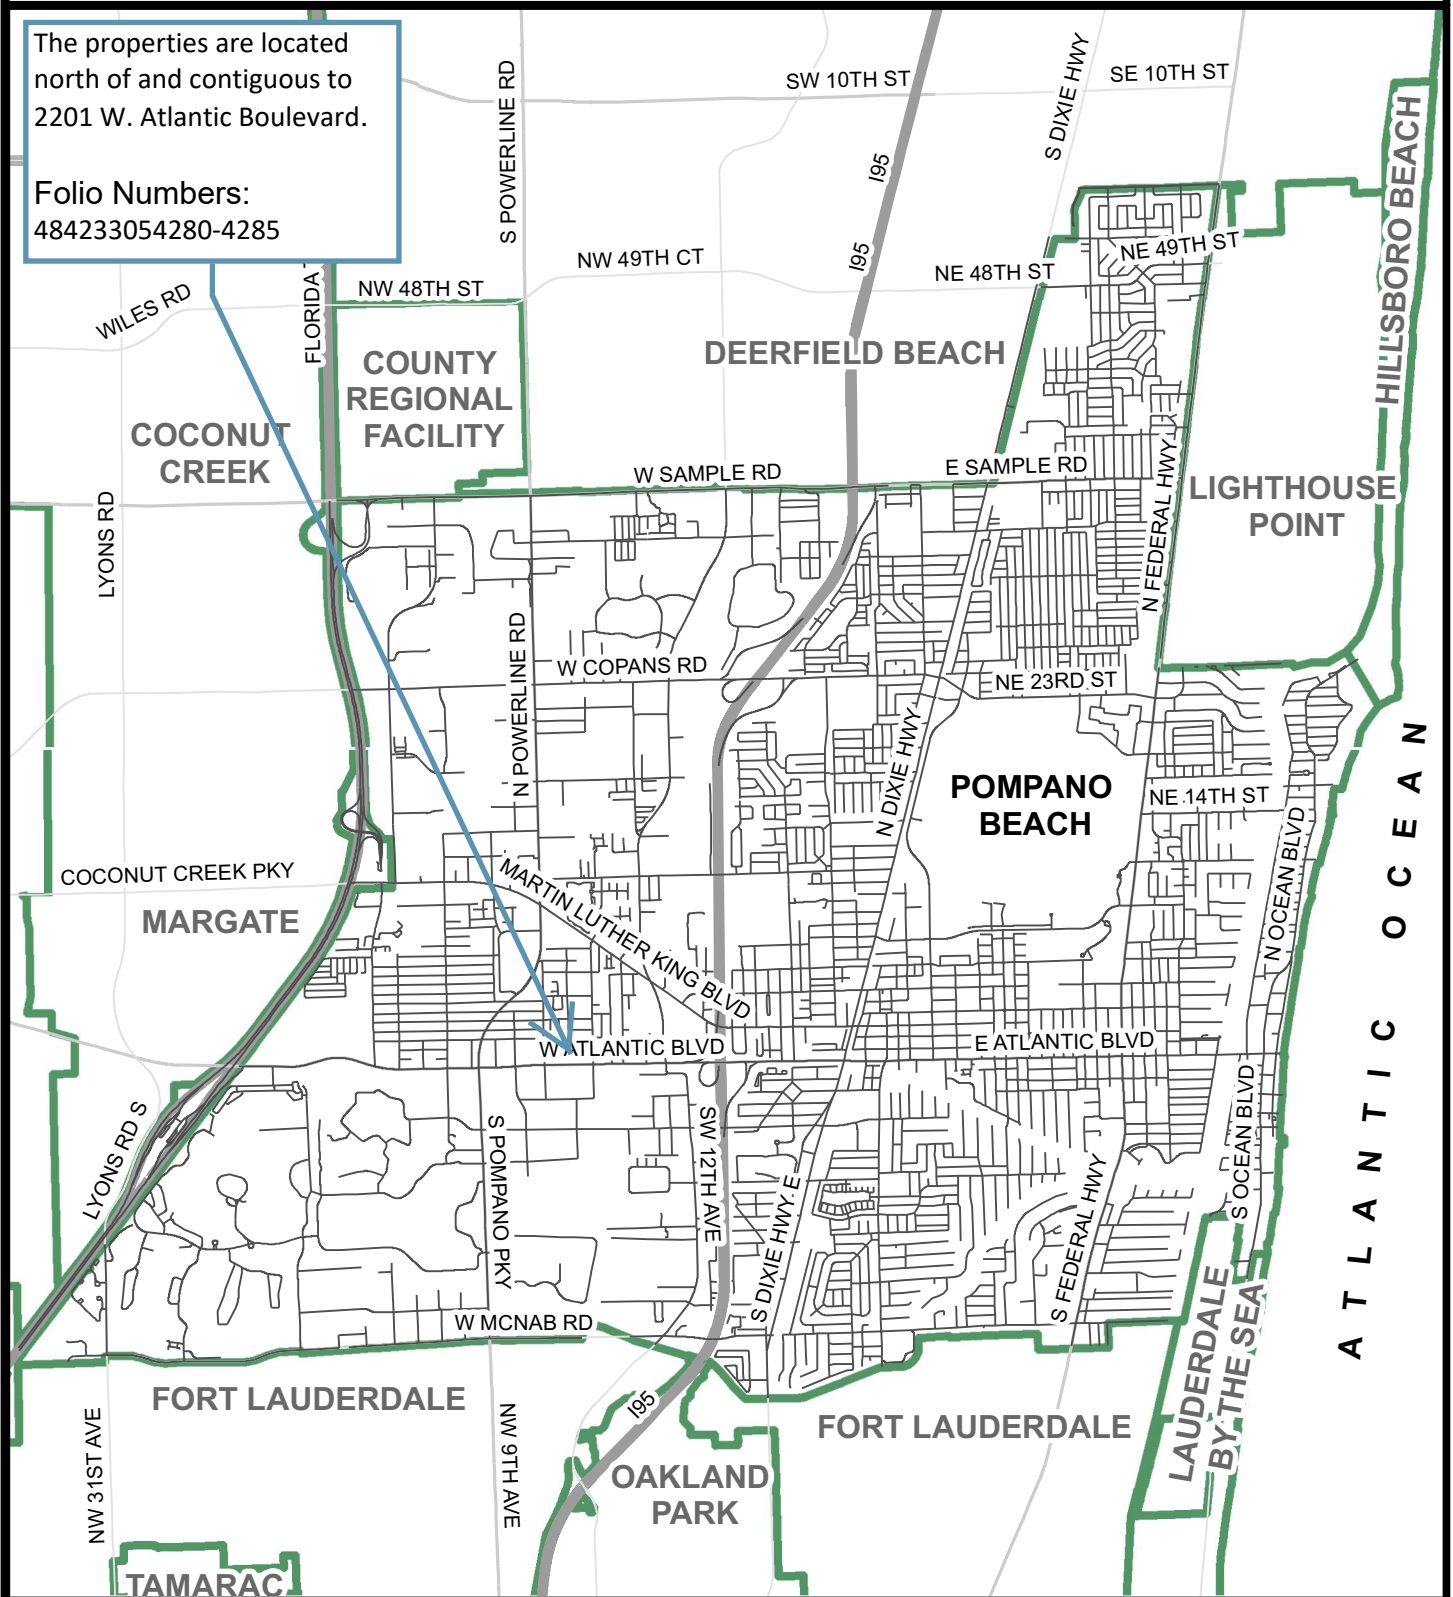 The properties are located
north of and contiguous to
2201 W. Atlantic Boulevard.
Folio Numbers:
484233054280-4285
S POWERLINE RD
SW 10TH ST
S DIXIE HWY
SE 10TH ST
HILLSBORO BEACH
I95
I95
NW 49TH CT
NE 48TH ST
NE 49TH ST
WILES RD
FLORIDA
NW 48TH ST
COUNTY
REGIONAL
FACILITY
DEERFIELD BEACH
COCONUT
CREEK
W SAMPLE RD
E SAMPLE RD
LIGHTHOUSE
POINT
LYONS RD
N FEDERAL HWY
N POWERLINE RD
W COPANS RD
NE 23RD ST
N DIXIE HWY
POMPANO
BEACH
NE 14TH ST
N OCEAN BLVD
COCONUT CREEK PKY
MARTIN LUTHER KING BLVD
MARGATE
W ATLANTIC BLVD
E ATLANTIC BLVD
ATLANTIC OCEAN
LYONS RD S
S POMPANO PKY
SW 12TH AVE
S DIXIE HWY E
S FEDERAL HWY
S OCEAN BLVD
W MCNAB RD
LAUDERDALE
BY THE SEA
FORT LAUDERDALE
FORT LAUDERDALE
I95
NW 31ST AVE
NW 9TH AVE
OAKLAND
PARK
TAMARAC